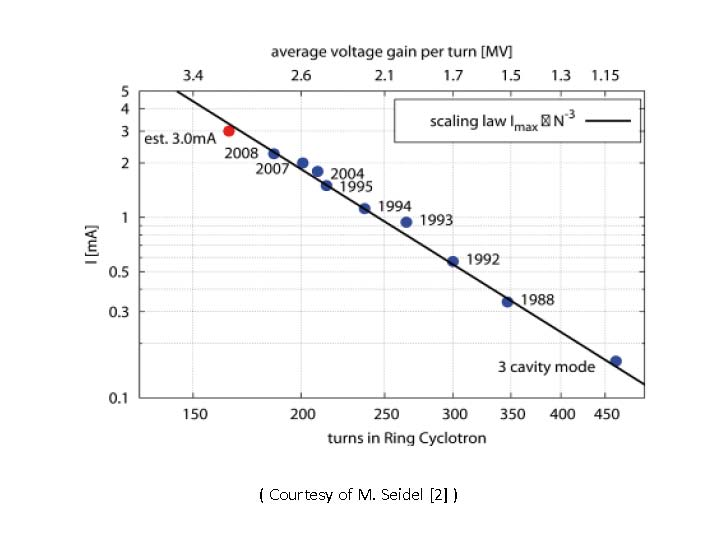 average voltage gain per turn [MV]
3.4 2.6 2.1 1.7 1.5 1.3 1.15
5
4
scaling law Imax ▯ N-3
3
est. 3.0mA
2008
2
2007
2004
1995
1994
1
1993
I [mA]
1992
0.5
1988
0.3
3 cavity mode
0.1
150 200 250 300 350 400 450
turns in Ring Cyclotron
( Courtesy of M. Seidel [2] )